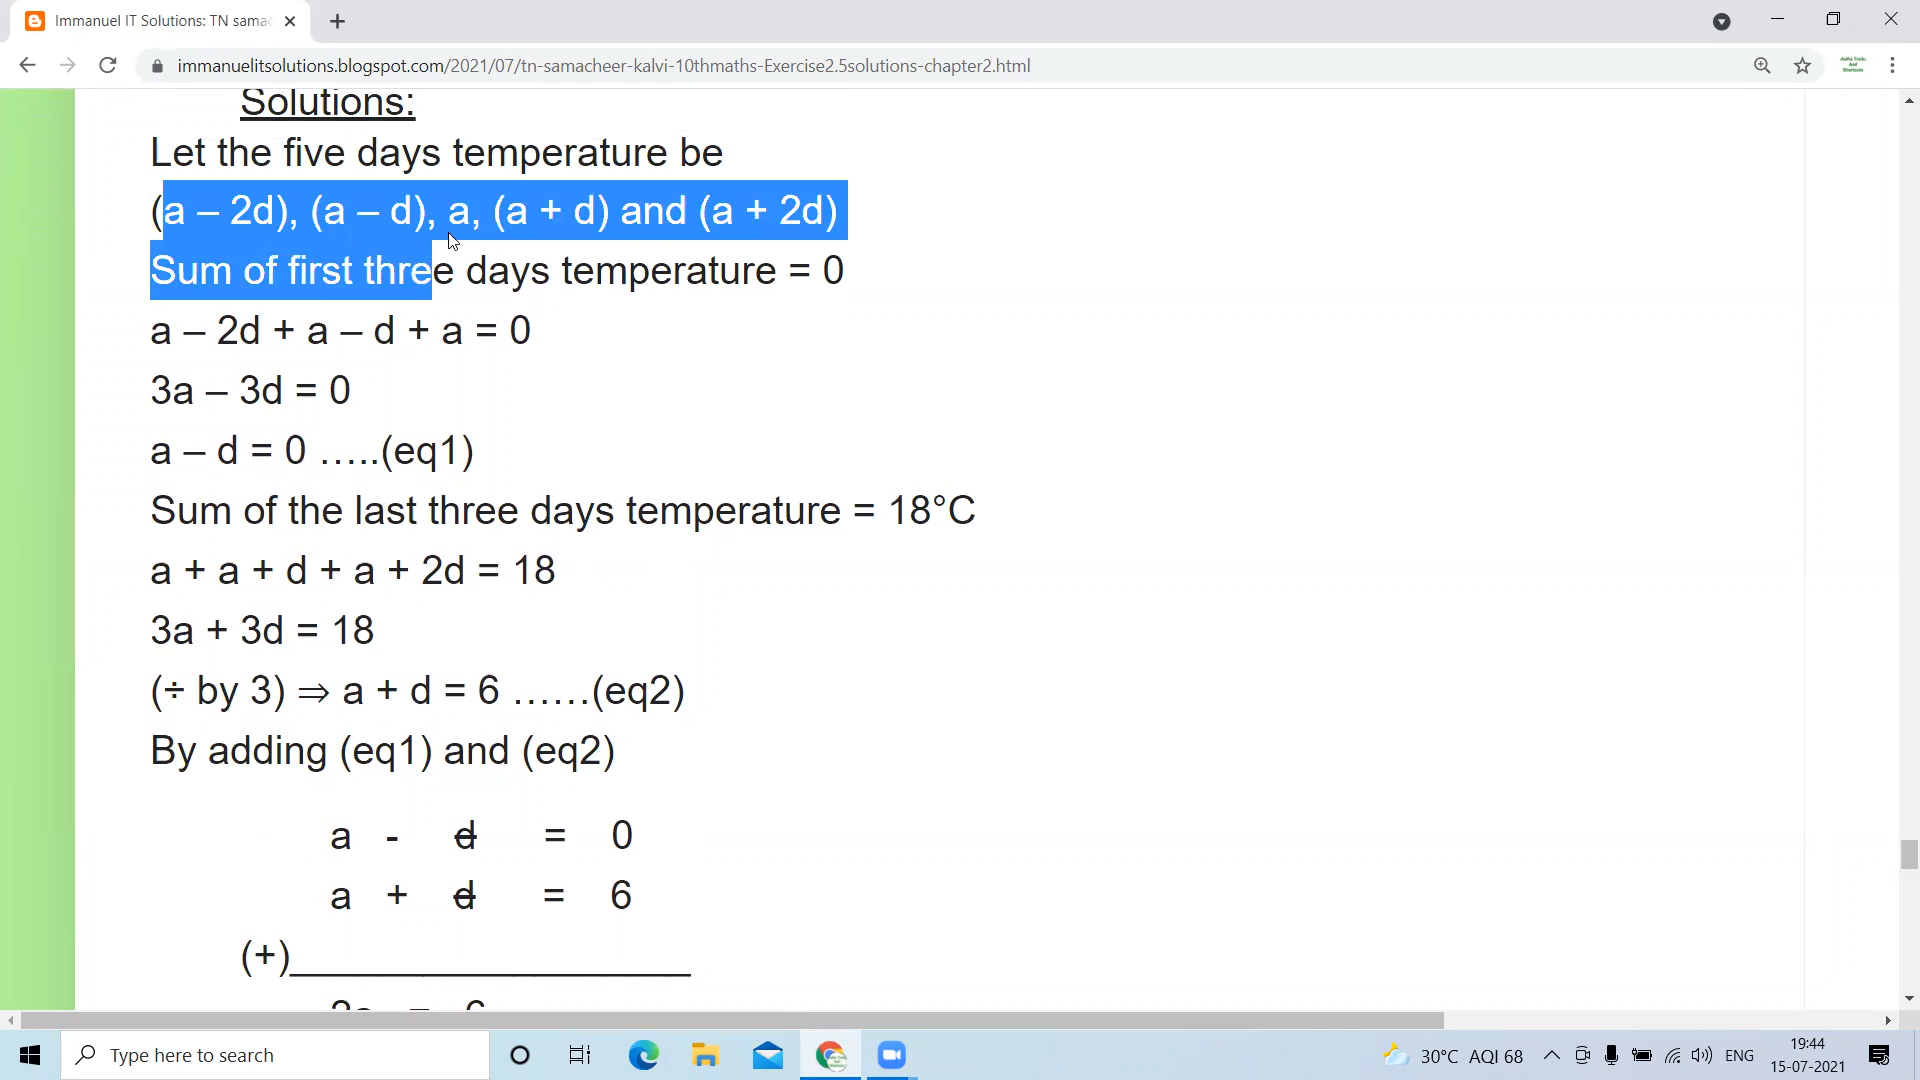 Immanuel IT Solutions: TN samac
immanuelitsolutions.blogspot.com/2021/07/tn-samacheer-kalvi-10thmaths-Exercise2.5solutions-chapter2.html
Solutions:
Let the five days temperature be
(a – 2d), (a – d), a, (a + d) and (a + 2d)
Sum of first three days temperature = 0
a – 2d + a – d + a = 0
3a – 3d = 0
a – d = 0 …..(eq1)
Sum of the last three days temperature = 18°C
a + a + d + a + 2d = 18
3a + 3d = 18
(÷ by 3) ⇒ a + d = 6 ……(eq2)
By adding (eq1) and (eq2)
a - d = 0
a + d = 6
(+)____________________
2a = 6
Type here to search
30°C AQI 68
ENG
19:44
15-07-2021